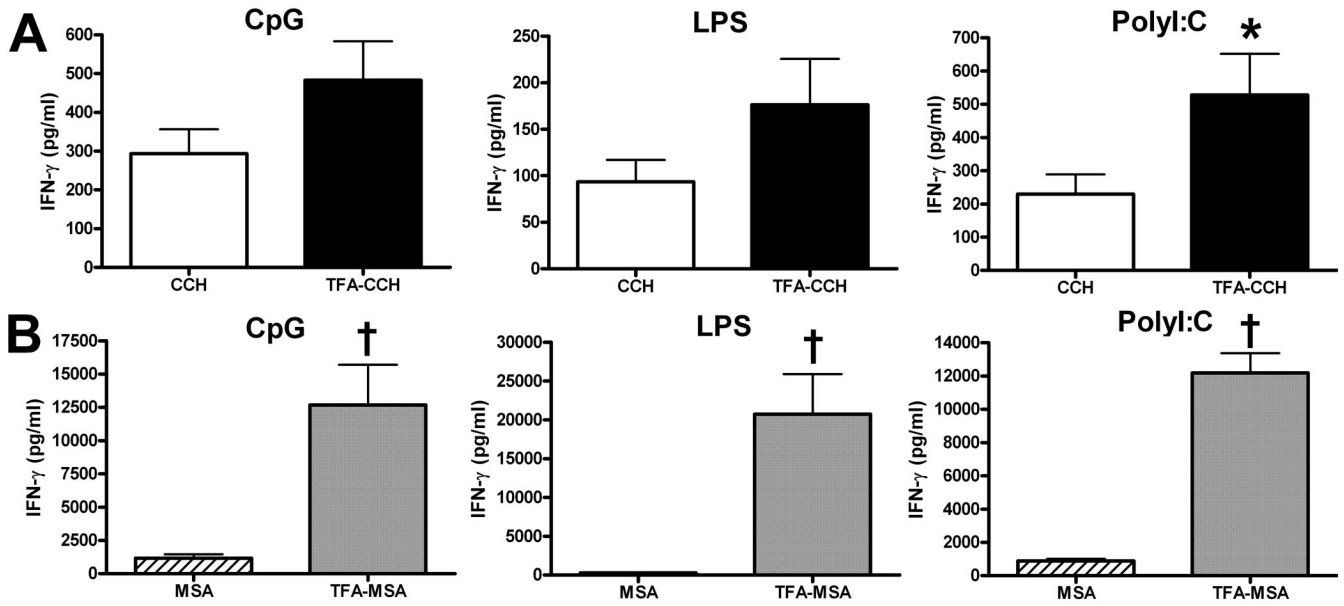 A
CpG
IFN-γ (pg/ml)
600
500
400
300
200
100
0
CCH TFA-CCH
LPS
IFN-γ (pg/ml)
250
200
150
100
50
0
CCH TFA-CCH
PolyI:C
*
IFN-γ (pg/ml)
700
600
500
400
300
200
100
0
CCH TFA-CCH
B
CpG
†
IFN-γ (pg/ml)
17500
15000
12500
10000
7500
5000
2500
0
MSA TFA-MSA
LPS
†
IFN-γ (pg/ml)
30000
25000
20000
15000
10000
5000
0
MSA TFA-MSA
PolyI:C
†
IFN-γ (pg/ml)
14000
12000
10000
8000
6000
4000
2000
0
MSA TFA-MSA